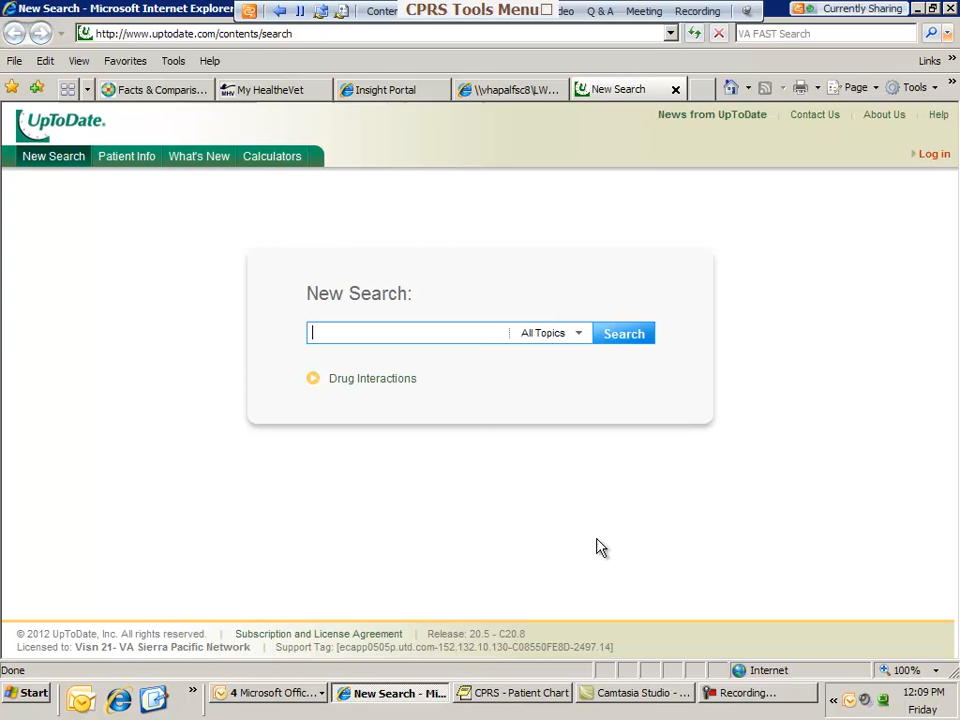 New Search - Microsoft Internet Explorer
Conter
CPRS Tools Menu
deo
Q & A
Meeting
Recording
Currently Sharing
http://www.uptodate.com/contents/search
VA FAST Search
File Edit View Favorites Tools Help
Links »
Facts & Comparis...
My HealtheVet
Insight Portal
\\vhapalfsc8\LW...
New Search
Page
Tools
»
UpToDate.
News from UpToDate
Contact Us
About Us
Help
New Search Patient Info What's New Calculators
Log in
New Search:
All Topics
Search
Drug Interactions
© 2012 UpToDate, Inc. All rights reserved. | Subscription and License Agreement | Release: 20.5 - C20.8
Licensed to: Visn 21- VA Sierra Pacific Network | Support Tag: [ecapp0505p.utd.com-152.132.10.130-C08550FE8D-2497.14]
Done
Internet
100%
Start
»
4 Microsoft Offic...
New Search - Mi...
CPRS - Patient Chart
Camtasia Studio - ...
Recording...
«
12:09 PM
Friday